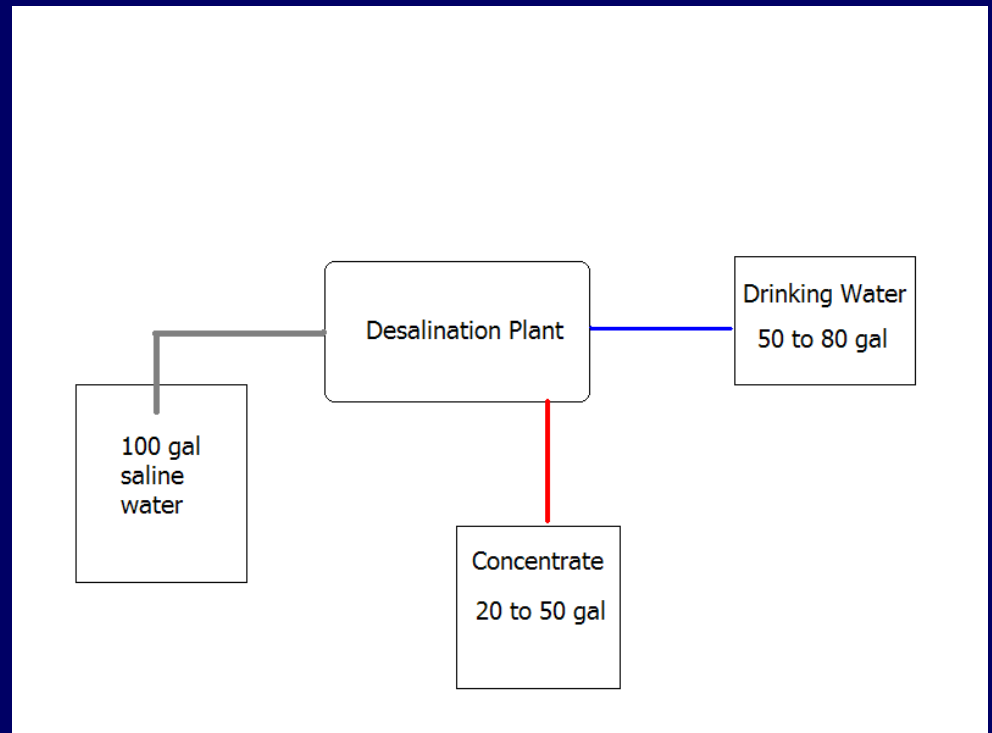 Desalination Plant
Drinking Water
50 to 80 gal
100 gal
saline
water
Concentrate
20 to 50 gal